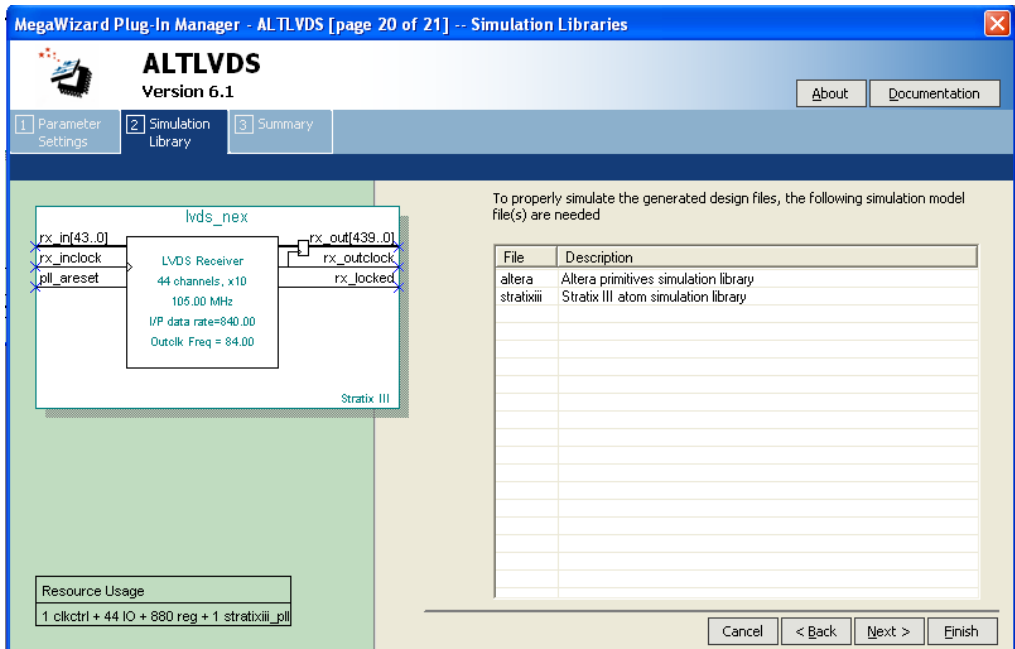 MegaWizard Plug-In Manager - ALTLVDS [page 20 of 21] -- Simulation Libraries
ALTLVDS
Version 6.1
About
Documentation
1 Parameter Settings
2 Simulation Library
3 Summary
To properly simulate the generated design files, the following simulation model
file(s) are needed
lvds_nex
rx_in[43..0]
rx_inclock
pll_areset
LVDS Receiver
44 channels, x10
105.00 MHz
I/P data rate=840.00
Outclk Freq = 84.00
rx_out[439..0]
rx_outclock
rx_locked
Stratix III
File Description
altera Altera primitives simulation library
stratixiii Stratix III atom simulation library
Resource Usage
1 clkctrl + 44 IO + 880 reg + 1 stratixiii_pll
Cancel
< Back
Next >
Finish